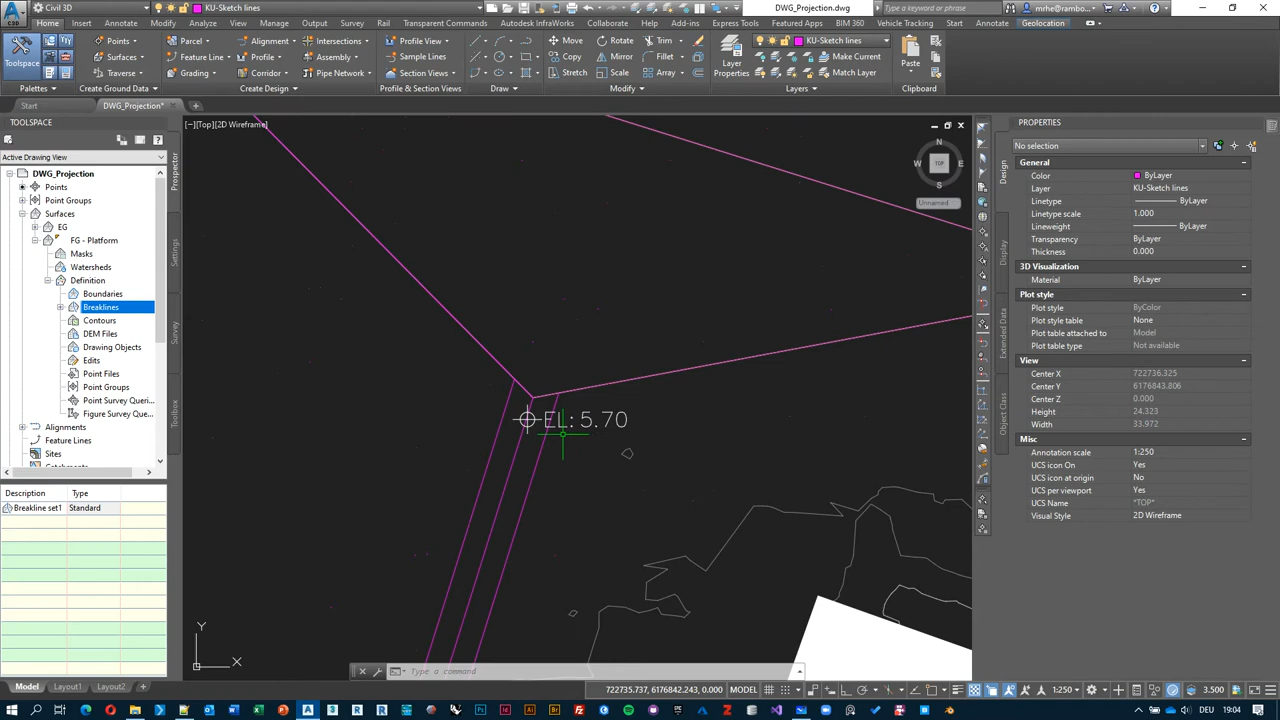 Civil 3D
KU-Sketch lines
Share
DWG_Projection.dwg
Type a keyword or phrase
Home Insert Annotate Modify Analyze View Manage Output Survey Rail Transparent Commands Autodesk InfraWorks Collaborate Help Add-ins Express Tools Featured Apps BIM 360 Vehicle Tracking Start Annotate Geolocation
Toolspace
Palettes
Points
Surfaces
Traverse
Create Ground Data
Parcel
Feature Line
Grading
Alignment
Profile
Corridor
Intersections
Assembly
Pipe Network
Create Design
Profile View
Sample Lines
Section Views
Profile & Section Views
Draw
Move
Copy
Stretch
Rotate
Mirror
Scale
Trim
Fillet
Array
Modify
Layer
Properties
KU-Sketch lines
Make Current
Match Layer
Layers
Paste
Clipboard
Start
DWG_Projection*
TOOLSPACE
Active Drawing View
DWG_Projection
Points
Point Groups
Surfaces
EG
FG - Platform
Masks
Watersheds
Definition
Boundaries
Breaklines
Contours
DEM Files
Drawing Objects
Edits
Point Files
Point Groups
Point Survey Queri...
Figure Survey Que...
Alignments
Feature Lines
Sites
Description Type
Breakline set1 Standard
Prospector
Settings
Survey
Toolbox
[−][Top][2D Wireframe]
N
W TOP E
S
Unnamed
EL: 5.70
Y
X
Type a command
PROPERTIES
No selection
Design
Display
Extended Data
Object Class
General
Color ByLayer
Layer KU-Sketch lines
Linetype ByLayer
Linetype scale 1.000
Lineweight ByLayer
Transparency ByLayer
Thickness 0.000
3D Visualization
Material ByLayer
Plot style
Plot style ByColor
Plot style table None
Plot table attached to Model
Plot table type Not available
View
Center X 722736.325
Center Y 6176843.806
Center Z 0.000
Height 24.323
Width 33.972
Misc
Annotation scale 1:250
UCS icon On Yes
UCS icon at origin No
UCS per viewport Yes
UCS Name *TOP*
Visual Style 2D Wireframe
Model Layout1 Layout2
722735.737, 6176842.243, 0.000 MODEL
1:250
3.500
DEU 19:04